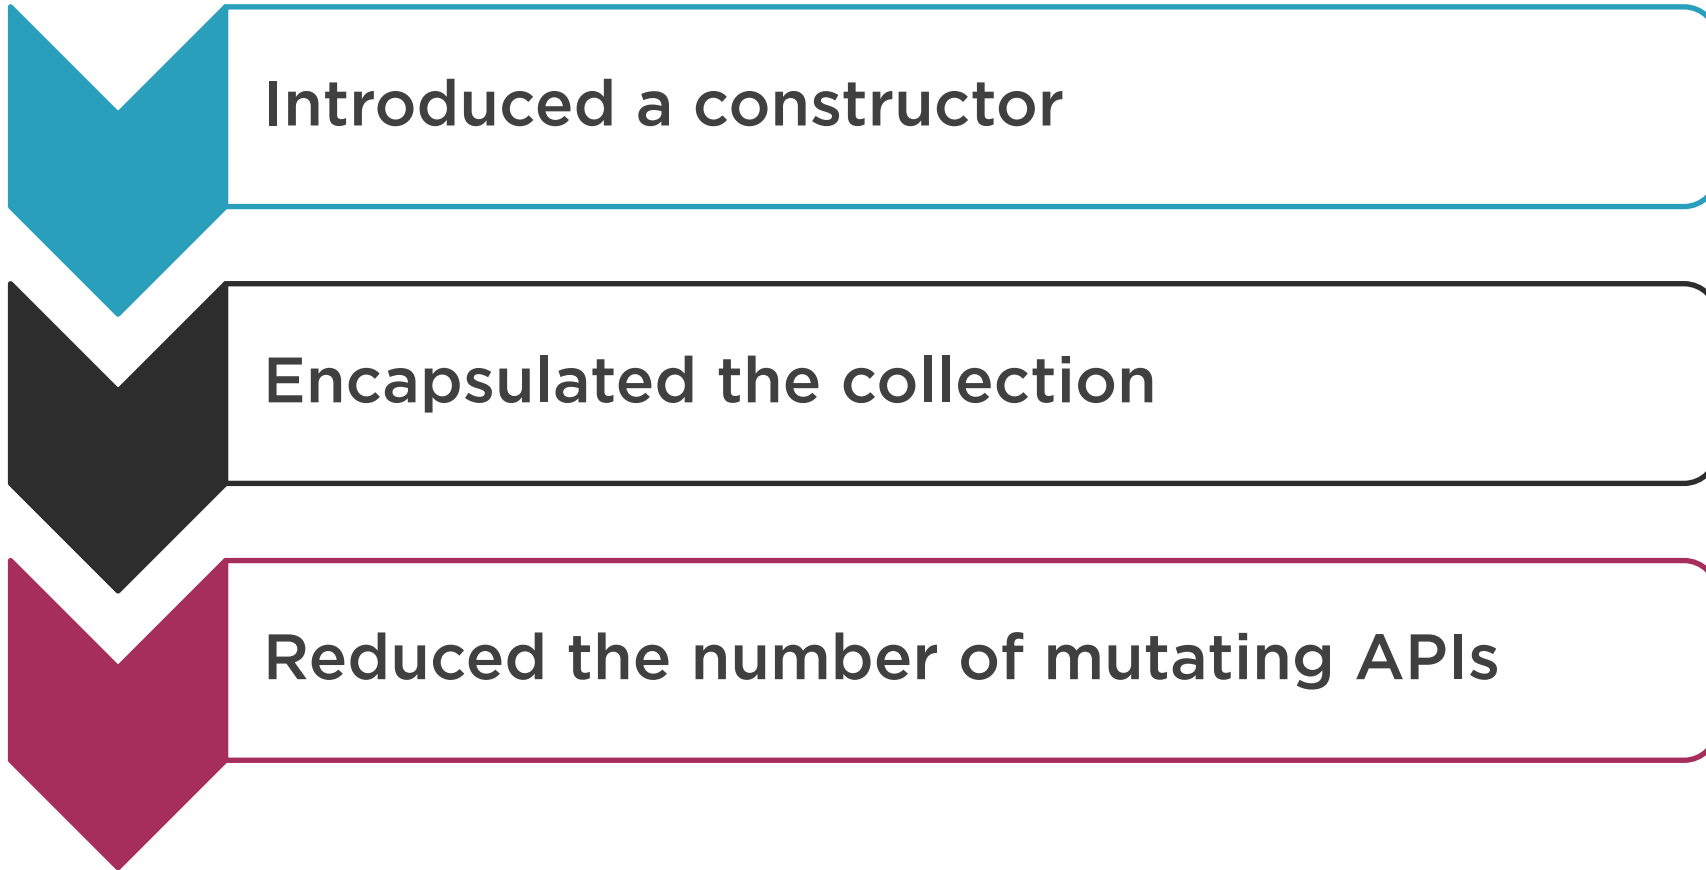 Introduced a constructor
Encapsulated the collection
Reduced the number of mutating APIs